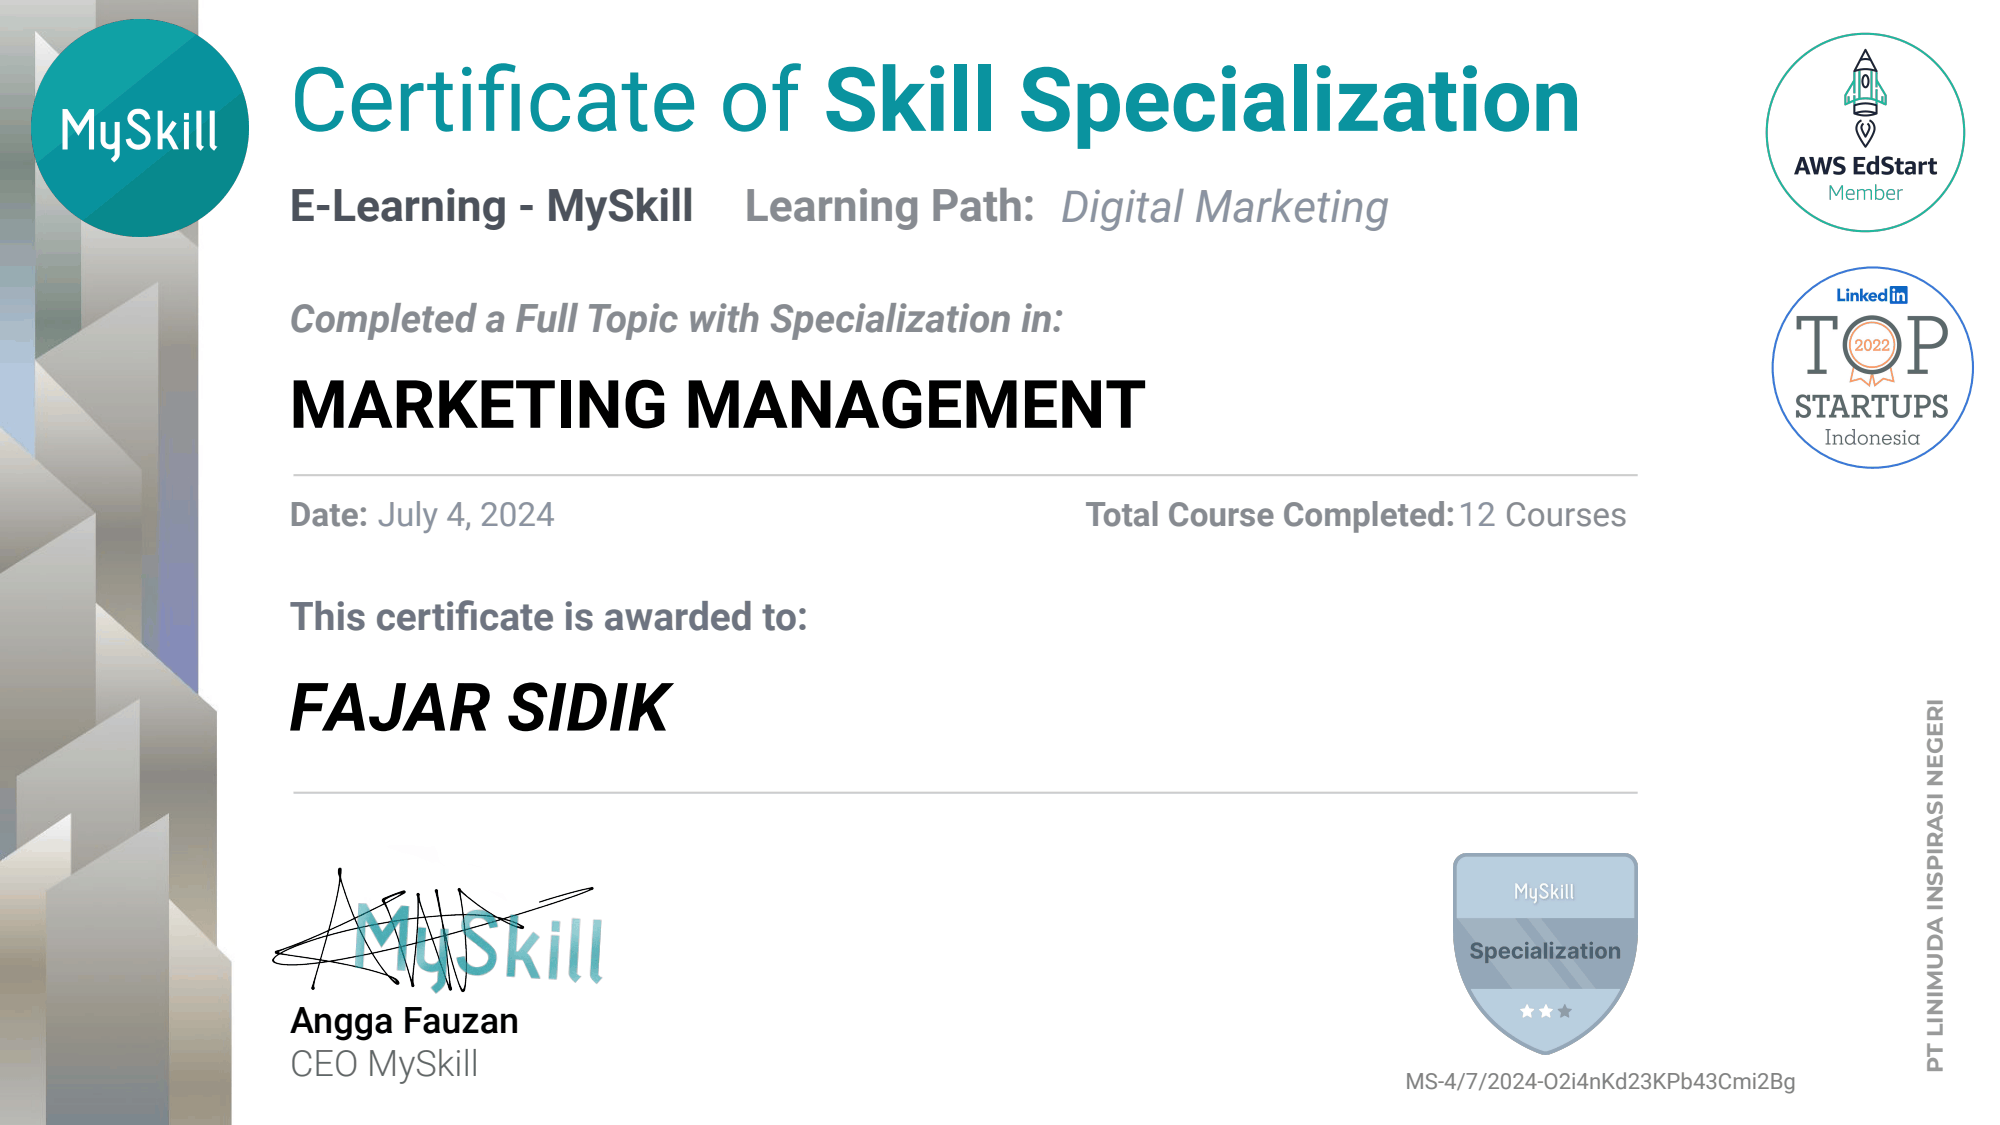 MySkill
Certificate of Skill Specialization
E-Learning - MySkill Learning Path: Digital Marketing
Completed a Full Topic with Specialization in:
MARKETING MANAGEMENT
Date: July 4, 2024 Total Course Completed: 12 Courses
This certificate is awarded to:
FAJAR SIDIK
MySkill
Angga Fauzan
CEO MySkill
AWS EdStart
Member
Linked in
TOP
2022
STARTUPS
Indonesia
MySkill
Specialization
MS-4/7/2024-O2i4nKd23KPb43Cmi2Bg
PT LINIMUDA INSPIRASI NEGERI